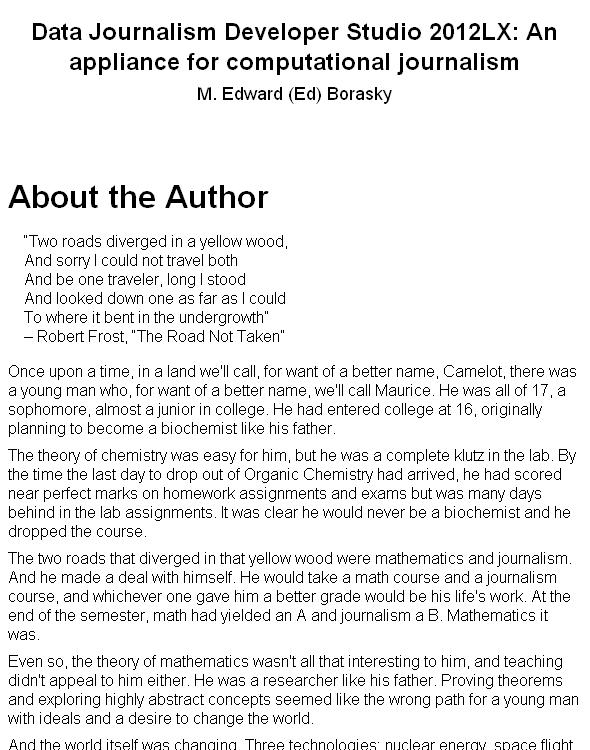 Data Journalism Developer Studio 2012LX: An
appliance for computational journalism
M. Edward (Ed) Borasky
About the Author
"Two roads diverged in a yellow wood,
And sorry I could not travel both
And be one traveler, long I stood
And looked down one as far as I could
To where it bent in the undergrowth"
– Robert Frost, "The Road Not Taken"
Once upon a time, in a land we'll call, for want of a better name, Camelot, there was
a young man who, for want of a better name, we'll call Maurice. He was all of 17, a
sophomore, almost a junior in college. He had entered college at 16, originally
planning to become a biochemist like his father.
The theory of chemistry was easy for him, but he was a complete klutz in the lab. By
the time the last day to drop out of Organic Chemistry had arrived, he had scored
near perfect marks on homework assignments and exams but was many days
behind in the lab assignments. It was clear he would never be a biochemist and he
dropped the course.
The two roads that diverged in that yellow wood were mathematics and journalism.
And he made a deal with himself. He would take a math course and a journalism
course, and whichever one gave him a better grade would be his life's work. At the
end of the semester, math had yielded an A and journalism a B. Mathematics it
was.
Even so, the theory of mathematics wasn't all that interesting to him, and teaching
didn't appeal to him either. He was a researcher like his father. Proving theorems
and exploring highly abstract concepts seemed like the wrong path for a young man
with ideals and a desire to change the world.
And the world itself was changing. Three technologies: nuclear energy, space flight